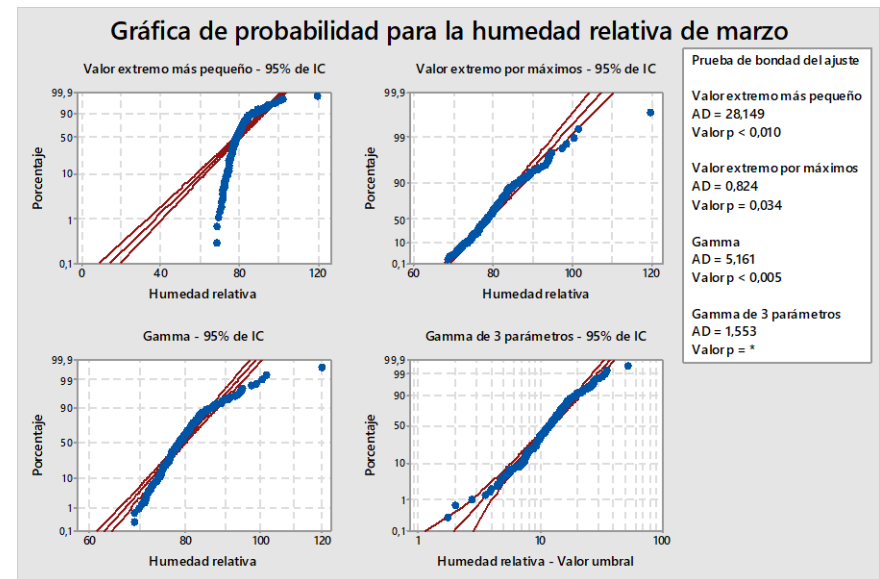 Gráfica de probabilidad para la humedad relativa de marzo
Valor extremo más pequeño - 95% de IC
99,9
90
50
10
1
0,1
Porcentaje
0
40
80
120
Humedad relativa
Valor extremo por máximos - 95% de IC
99,9
99
90
50
10
0,1
Porcentaje
60
80
100
120
Humedad relativa
Gamma - 95% de IC
99,9
99
90
50
10
1
0,1
Porcentaje
60
80
100
120
Humedad relativa
Gamma de 3 parámetros - 95% de IC
99,9
99
90
50
10
1
0,1
Porcentaje
1
10
100
Humedad relativa - Valor umbral
Prueba de bondad del ajuste
Valor extremo más pequeño
AD = 28,149
Valor p < 0,010
Valor extremo por máximos
AD = 0,824
Valor p = 0,034
Gamma
AD = 5,161
Valor p < 0,005
Gamma de 3 parámetros
AD = 1,553
Valor p = *